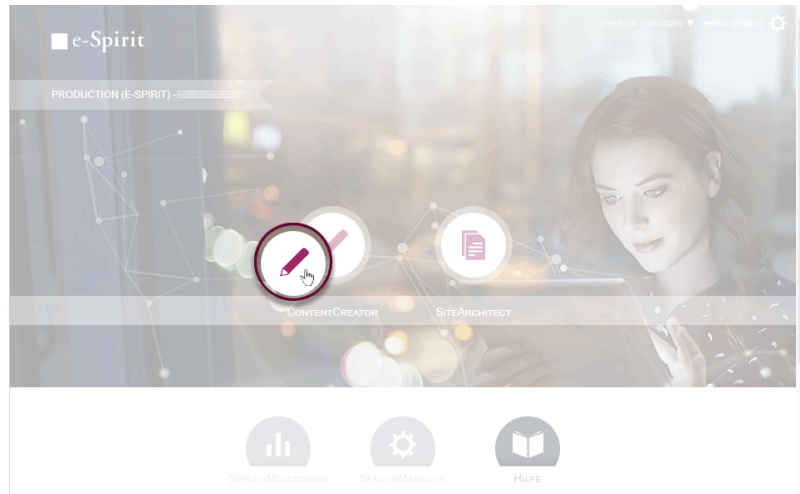 Deutsch (German) ▼ editor (editor)
e-Spirit
PRODUCTION (E-SPIRIT) -
CONTENTCREATOR SITEARCHITECT
SERVERMONITORING SERVERMANAGER HILFE